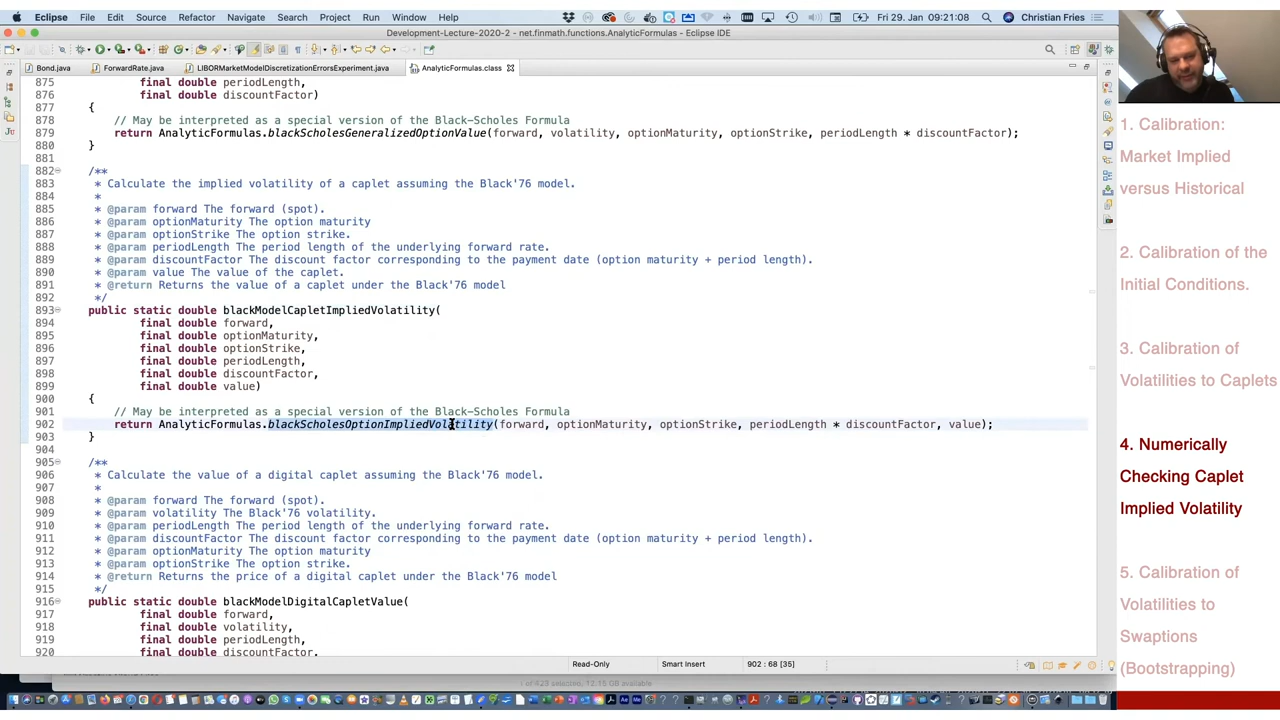 Eclipse File Edit Source Refactor Navigate Search Project Run Window Help Fri 29. Jan 09:21:08 Christian Fries
Development-Lecture-2020-2 - net.finmath.functions.AnalyticFormulas - Eclipse IDE
Bond.java ForwardRate.java LIBORMarketModelDiscretizationErrorsExperiment.java AnalyticFormulas.class
875 final double periodLength,
876 final double discountFactor)
877 {
878 // May be interpreted as a special version of the Black-Scholes Formula
879 return AnalyticFormulas.blackScholesGeneralizedOptionValue(forward, volatility, optionMaturity, optionStrike, periodLength * discountFactor);
880 }
881
882 /**
883 * Calculate the implied volatility of a caplet assuming the Black'76 model.
884 *
885 * @param forward The forward (spot).
886 * @param optionMaturity The option maturity
887 * @param optionStrike The option strike.
888 * @param periodLength The period length of the underlying forward rate.
889 * @param discountFactor The discount factor corresponding to the payment date (option maturity + period length).
890 * @param value The value of the caplet.
891 * @return Returns the value of a caplet under the Black'76 model
892 */
893 public static double blackModelCapletImpliedVolatility(
894 final double forward,
895 final double optionMaturity,
896 final double optionStrike,
897 final double periodLength,
898 final double discountFactor,
899 final double value)
900 {
901 // May be interpreted as a special version of the Black-Scholes Formula
902 return AnalyticFormulas.blackScholesOptionImpliedVolatility(forward, optionMaturity, optionStrike, periodLength * discountFactor, value);
903 }
904
905 /**
906 * Calculate the value of a digital caplet assuming the Black'76 model.
907 *
908 * @param forward The forward (spot).
909 * @param volatility The Black'76 volatility.
910 * @param periodLength The period length of the underlying forward rate.
911 * @param discountFactor The discount factor corresponding to the payment date (option maturity + period length).
912 * @param optionMaturity The option maturity
913 * @param optionStrike The option strike.
914 * @return Returns the price of a digital caplet under the Black'76 model
915 */
916 public static double blackModelDigitalCapletValue(
917 final double forward,
918 final double volatility,
919 final double periodLength,
920 final double discountFactor,
Read-Only Smart Insert 902 : 68 [35]
1. Calibration:
Market Implied
versus Historical
2. Calibration of the
Initial Conditions.
3. Calibration of
Volatilities to Caplets
4. Numerically
Checking Caplet
Implied Volatility
5. Calibration of
Volatilities to
Swaptions
(Bootstrapping)